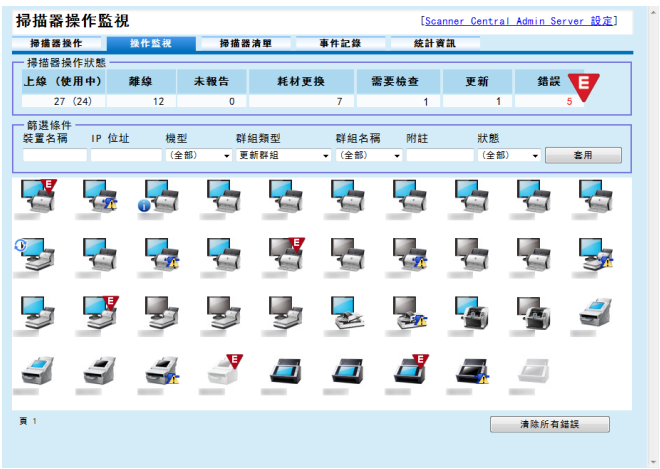 掃描器操作監視
[Scanner Central Admin Server 設定]
掃描器操作 操作監視 掃描器清單 事件記錄 統計資訊
掃描器操作狀態
上線（使用中） 離線 未報告 耗材更換 需要檢查 更新 錯誤 E
27 (24) 12 0 7 1 1 5
篩選條件
裝置名稱 IP 位址 機型 群組類型 群組名稱 附註 狀態
(全部) 更新群組 (全部) (全部) 套用
E
E
E
E E
頁 1
清除所有錯誤